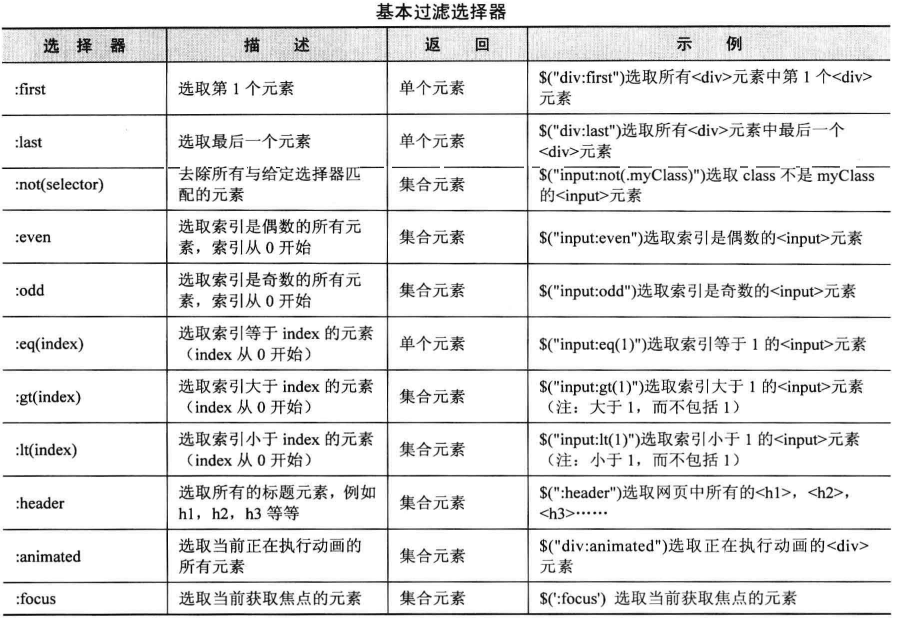 基本过滤选择器
选 择 器 描 述 返 回 示 例
:first 选取第 1 个元素 单个元素 $("div:first")选取所有<div>元素中第 1 个<div>
元素
:last 选取最后一个元素 单个元素 $("div:last")选取所有<div>元素中最后一个
<div>元素
:not(selector) 去除所有与给定选择器匹
配的元素 集合元素 $("input:not(.myClass)")选取 class 不是 myClass
的<input>元素
:even 选取索引是偶数的所有元
素，索引从 0 开始 集合元素 $("input:even")选取索引是偶数的<input>元素
:odd 选取索引是奇数的所有元
素，索引从 0 开始 集合元素 $("input:odd")选取索引是奇数的<input>元素
:eq(index) 选取索引等于 index 的元素
（index 从 0 开始） 单个元素 $("input:eq(1)")选取索引等于 1 的<input>元素
:gt(index) 选取索引大于 index 的元素
（index 从 0 开始） 集合元素 $("input:gt(1)")选取索引大于 1 的<input>元素
（注：大于 1，而不包括 1）
:lt(index) 选取索引小于 index 的元素
（index 从 0 开始） 集合元素 $("input:lt(1)")选取索引小于 1 的<input>元素
（注：小于 1，而不包括 1）
:header 选取所有的标题元素，例如
h1，h2，h3 等等 集合元素 $(":header")选取网页中所有的<h1>，<h2>，
<h3>……
:animated 选取当前正在执行动画的
所有元素 集合元素 $("div:animated")选取正在执行动画的<div>
元素
:focus 选取当前获取焦点的元素 集合元素 $(':focus') 选取当前获取焦点的元素